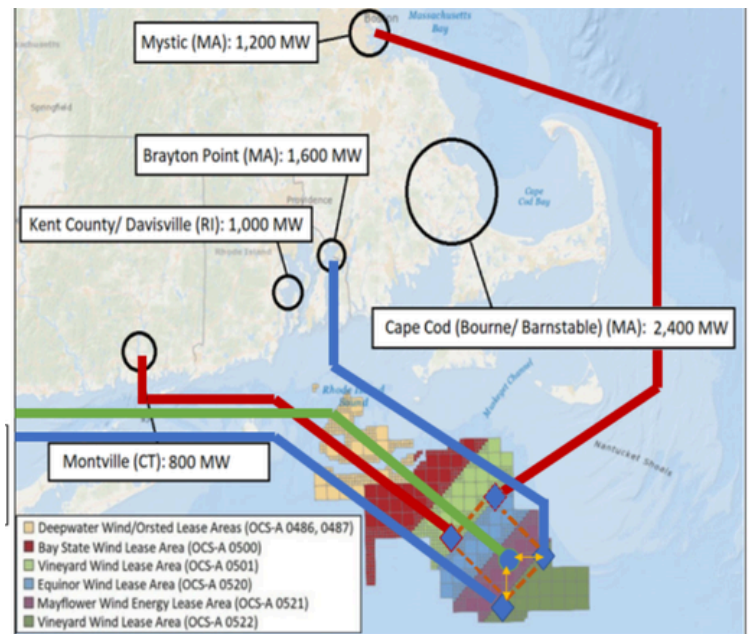 Boston
Massachusetts
Bay
Mystic (MA): 1,200 MW
Springfield
Brayton Point (MA): 1,600 MW
Providence
Cape
Cod Bay
Kent County/ Davisville (RI): 1,000 MW
Rhode Island
Cape Cod (Bourne/ Barnstable) (MA): 2,400 MW
Rhode Island
Sound
Muskeget Channel
Nantucket Shoals
Montville (CT): 800 MW
Deepwater Wind/Orsted Lease Areas (OCS-A 0486, 0487)
Bay State Wind Lease Area (OCS-A 0500)
Vineyard Wind Lease Area (OCS-A 0501)
Equinor Wind Lease Area (OCS-A 0520)
Mayflower Wind Energy Lease Area (OCS-A 0521)
Vineyard Wind Lease Area (OCS-A 0522)